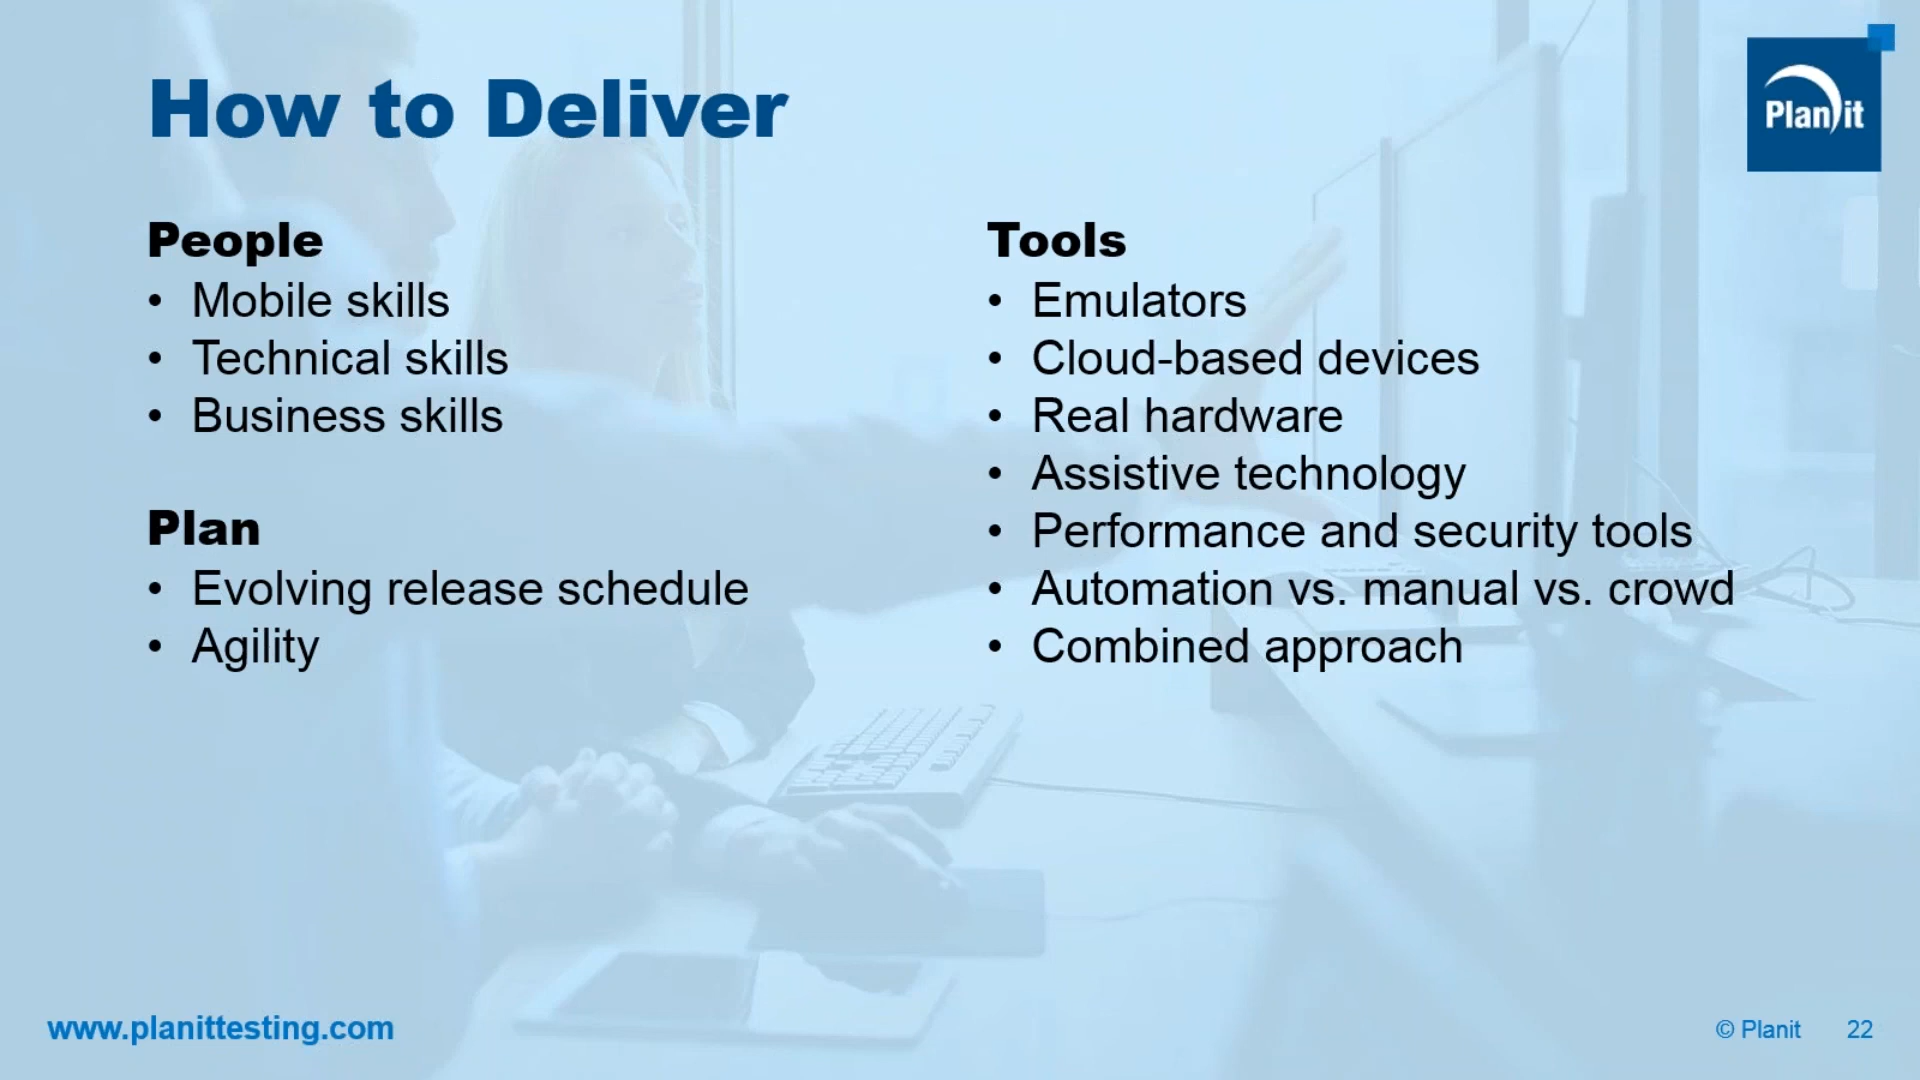 How to Deliver
Planit
People
• Mobile skills
• Technical skills
• Business skills
Plan
• Evolving release schedule
• Agility
Tools
• Emulators
• Cloud-based devices
• Real hardware
• Assistive technology
• Performance and security tools
• Automation vs. manual vs. crowd
• Combined approach
www.planittesting.com
© Planit 22